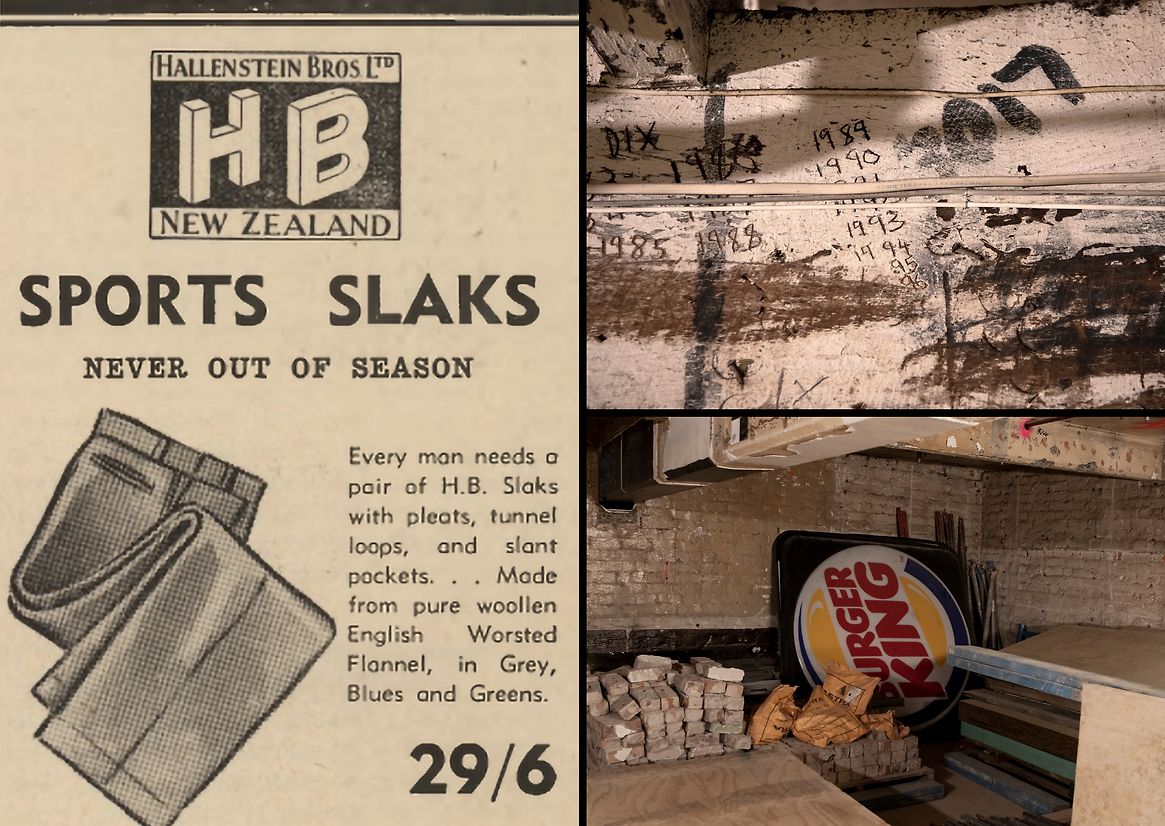 HALLENSTEIN BROS. LTD
HB
NEW ZEALAND
SPORTS SLAKS
NEVER OUT OF SEASON
Every man needs a
pair of H.B. Slaks
with pleats, tunnel
loops, and slant
pockets. . . Made
from pure woollen
English Worsted
Flannel, in Grey,
Blues and Greens.
29/6
DIX
1989
1990
1993
1985 1988
1994
95
96
BURGER
KING